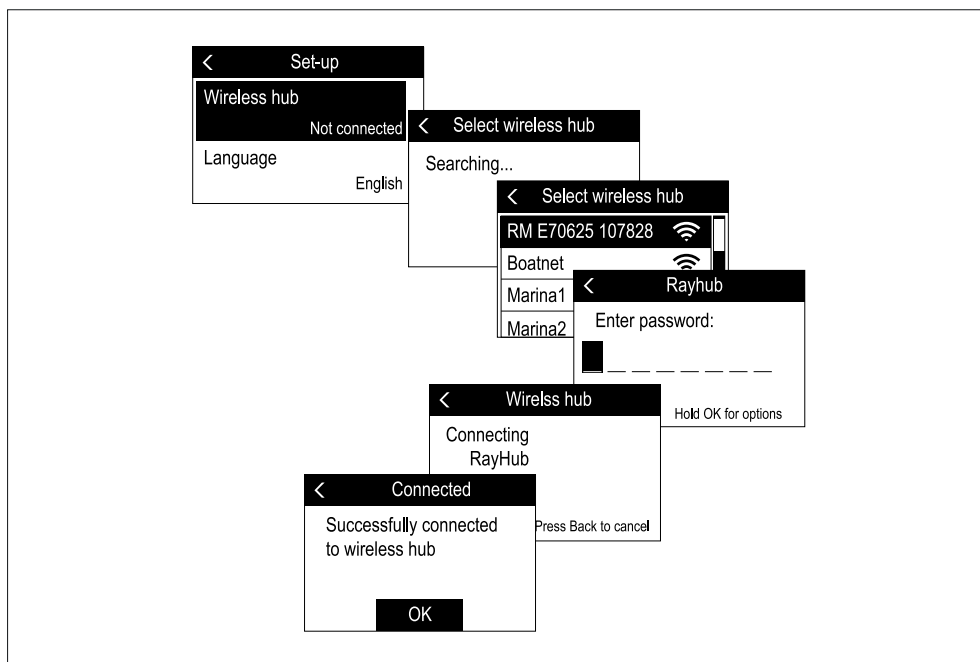 Set-up
Wireless hub
Not connected
Language
English
Select wireless hub
Searching...
Select wireless hub
RM E70625 107828
Boatnet
Marina1
Marina2
Rayhub
Enter password:
Hold OK for options
Wirelss hub
Connecting
RayHub
Press Back to cancel
Connected
Successfully connected
to wireless hub
OK